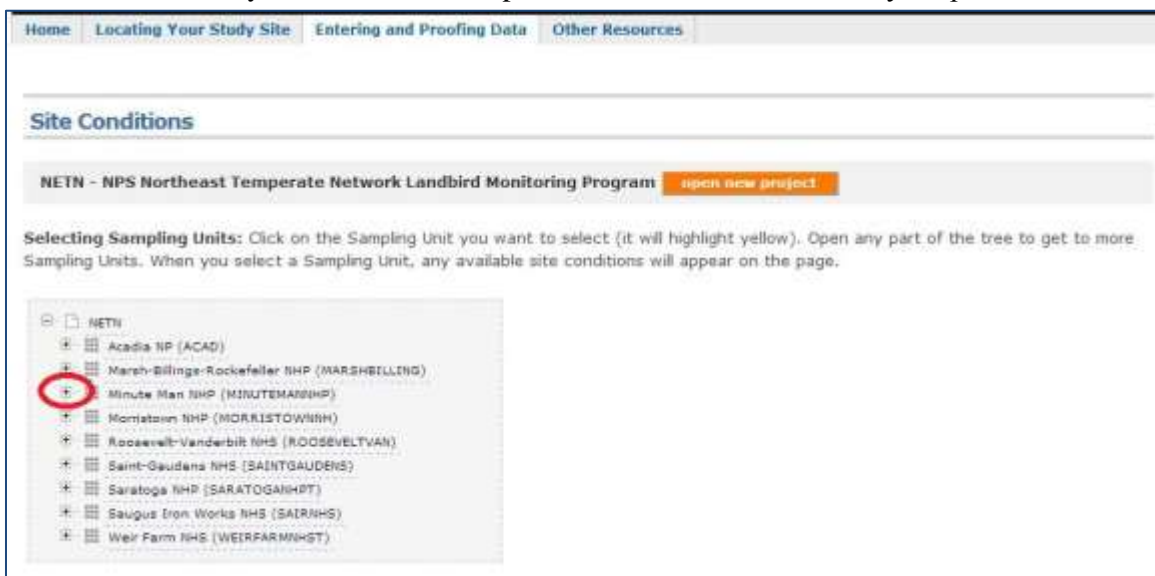 Home Locating Your Study Site Entering and Proofing Data Other Resources
Site Conditions
NETN - NPS Northeast Temperate Network Landbird Monitoring Program open new project
Selecting Sampling Units: Click on the Sampling Unit you want to select (it will highlight yellow). Open any part of the tree to get to more
Sampling Units. When you select a Sampling Unit, any available site conditions will appear on the page.
NETN
Acadia NP (ACAD)
Marsh-Billings-Rockefeller NHP (MARSHBILLING)
Minute Man NHP (MINUTEMANNHP)
Morristown NHP (MORRISTOWNNH)
Roosevelt-Vanderbilt NHS (ROOSEVELTVAN)
Saint-Gaudens NHS (SAINTGAUDENS)
Saratoga NHP (SARATOGANHPT)
Saugus Iron Works NHS (SAIRNHS)
Weir Farm NHS (WEIRFARMNHST)